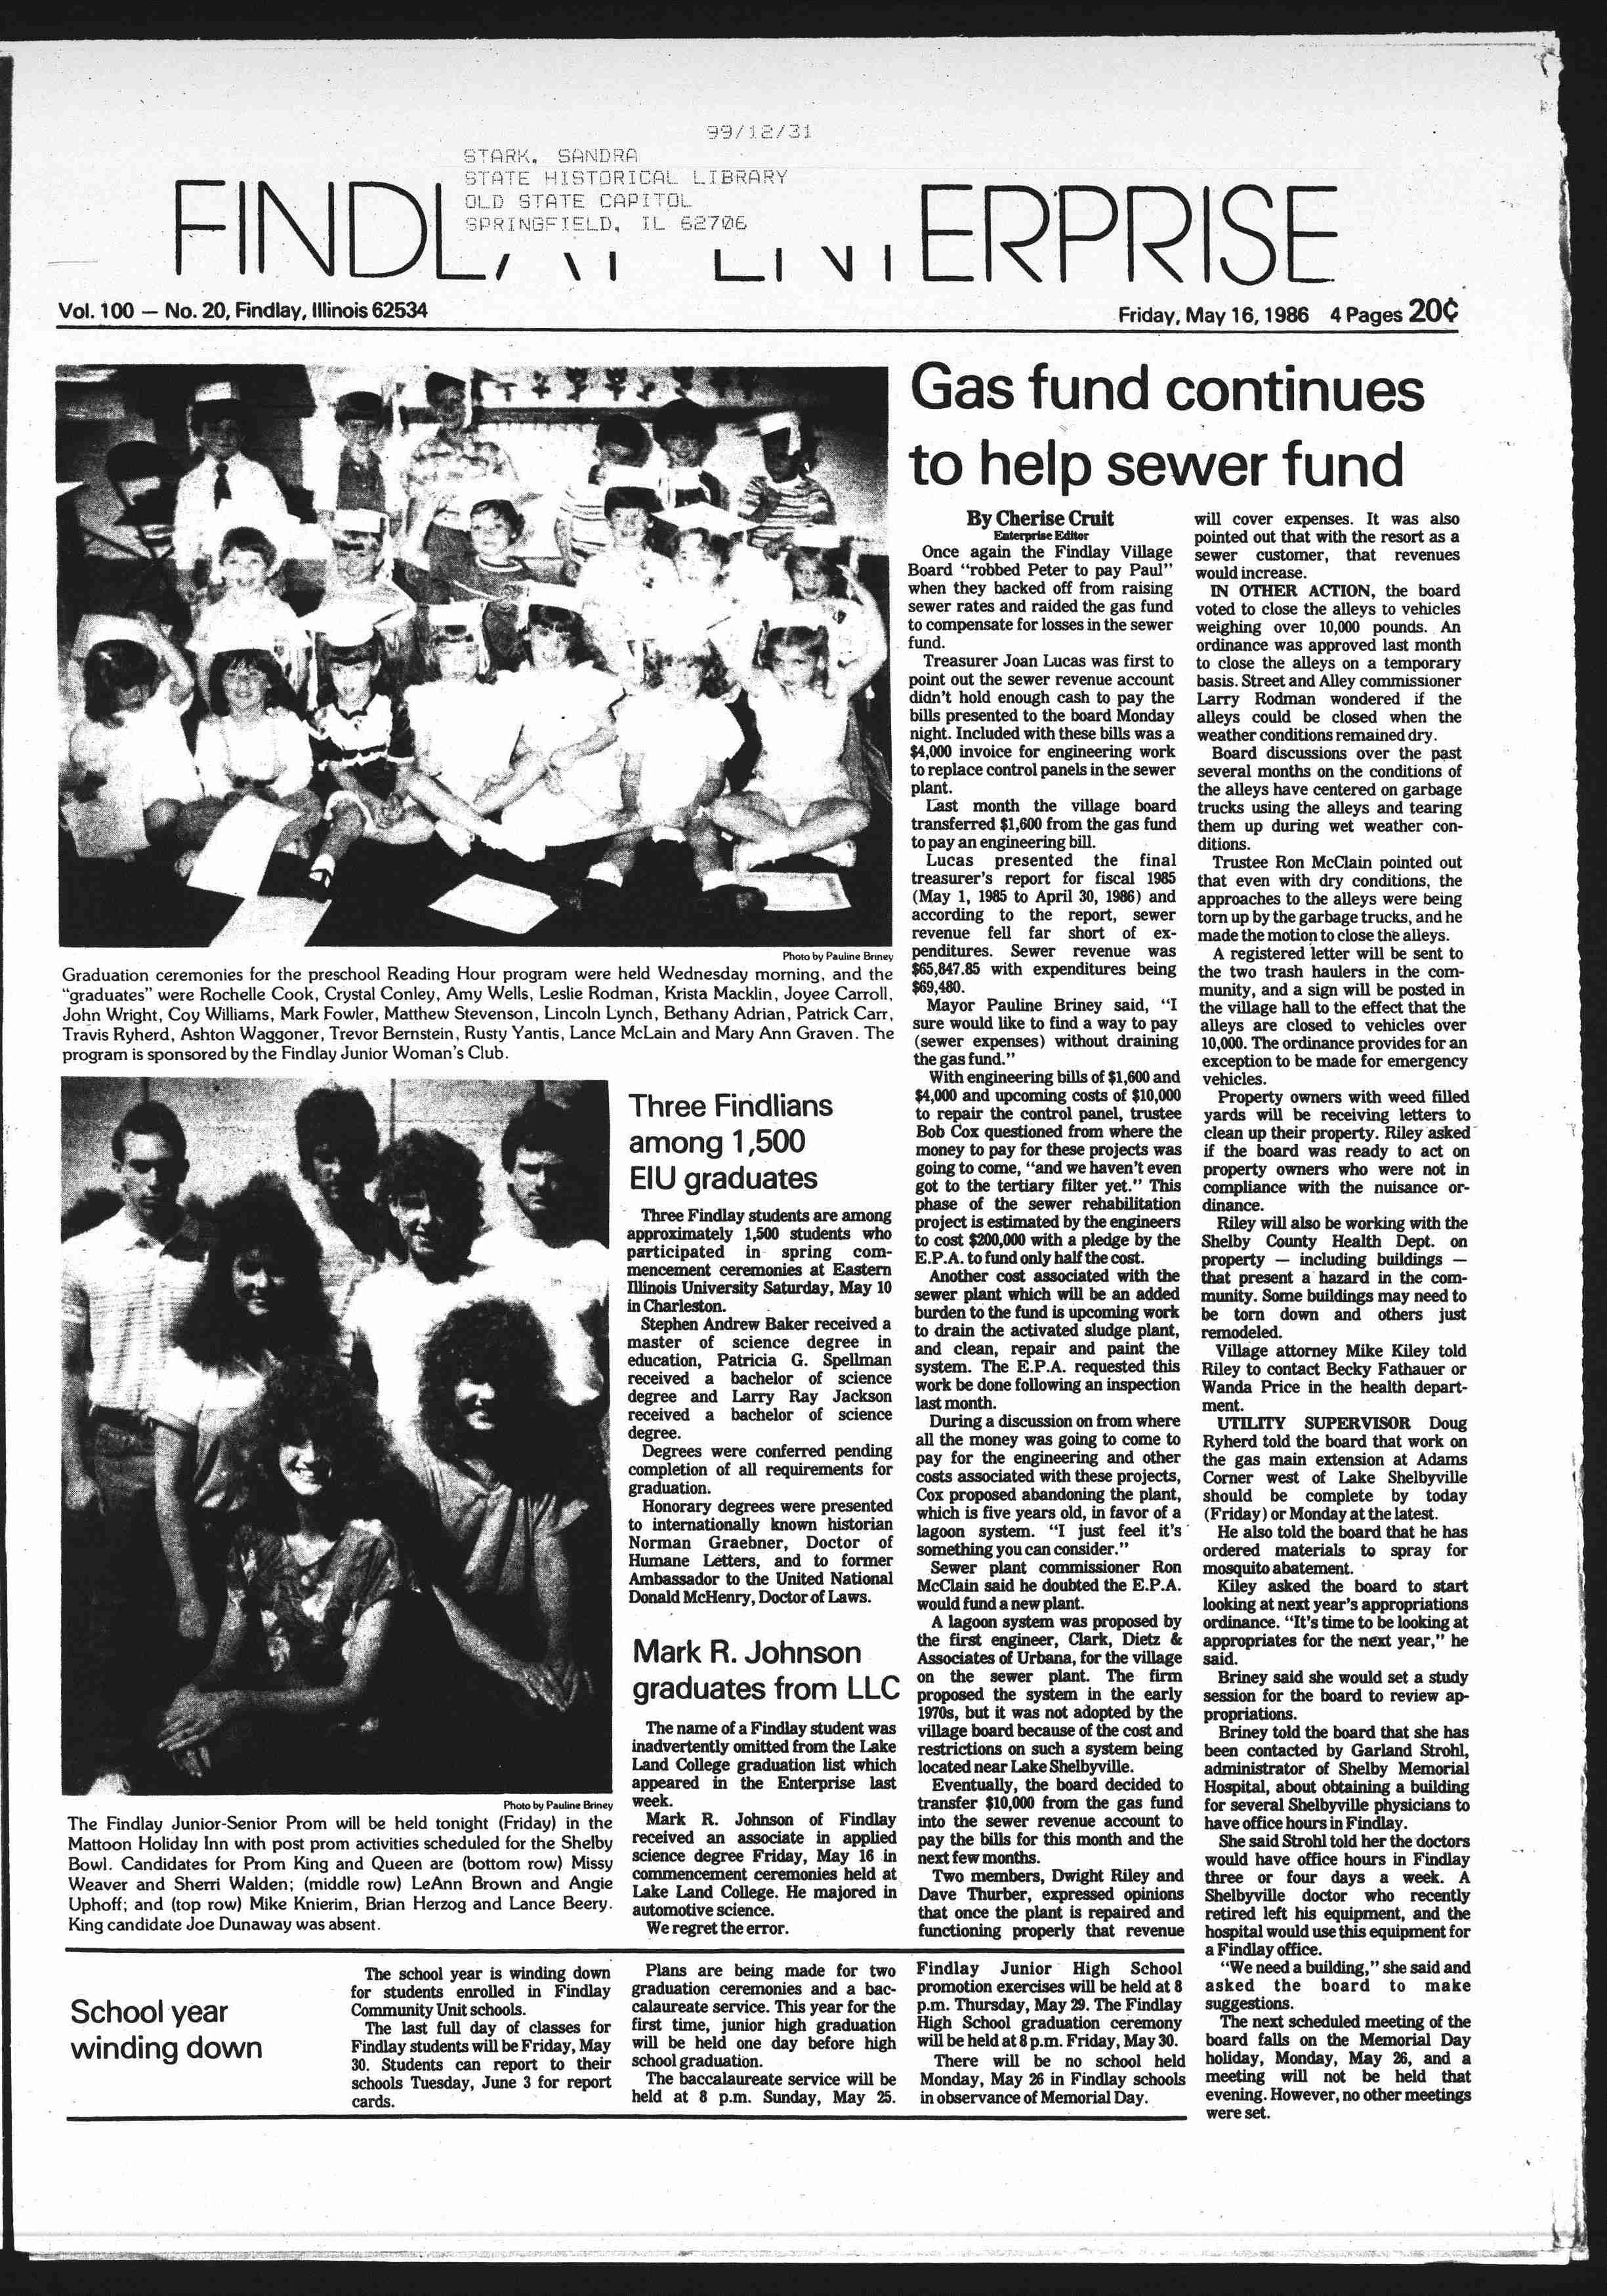 99/12/31
STARK, SANDRA
STATE HISTORICAL LIBRARY
OLD STATE CAPITOL
SPRINGFIELD, IL 62706
FINDLAY ENTERPRISE
Vol. 100 — No. 20, Findlay, Illinois 62534
Friday, May 16, 1986 4 Pages 20¢
Photo by Pauline Briney
Graduation ceremonies for the preschool Reading Hour program were held Wednesday morning, and the
"graduates" were Rochelle Cook, Crystal Conley, Amy Wells, Leslie Rodman, Krista Macklin, Joyee Carroll,
John Wright, Coy Williams, Mark Fowler, Matthew Stevenson, Lincoln Lynch, Bethany Adrian, Patrick Carr,
Travis Ryherd, Ashton Waggoner, Trevor Bernstein, Rusty Yantis, Lance McLain and Mary Ann Graven. The
program is sponsored by the Findlay Junior Woman's Club.
Photo by Pauline Briney
The Findlay Junior-Senior Prom will be held tonight (Friday) in the
Mattoon Holiday Inn with post prom activities scheduled for the Shelby
Bowl. Candidates for Prom King and Queen are (bottom row) Missy
Weaver and Sherri Walden; (middle row) LeAnn Brown and Angie
Uphoff; and (top row) Mike Knierim, Brian Herzog and Lance Beery.
King candidate Joe Dunaway was absent.
Three Findlians
among 1,500
EIU graduates
Three Findlay students are among
approximately 1,500 students who
participated in spring com-
mencement ceremonies at Eastern
Illinois University Saturday, May 10
in Charleston.
Stephen Andrew Baker received a
master of science degree in
education, Patricia G. Spellman
received a bachelor of science
degree and Larry Ray Jackson
received a bachelor of science
degree.
Degrees were conferred pending
completion of all requirements for
graduation.
Honorary degrees were presented
to internationally known historian
Norman Graebner, Doctor of
Humane Letters, and to former
Ambassador to the United National
Donald McHenry, Doctor of Laws.
Mark R. Johnson
graduates from LLC
The name of a Findlay student was
inadvertently omitted from the Lake
Land College graduation list which
appeared in the Enterprise last
week.
Mark R. Johnson of Findlay
received an associate in applied
science degree Friday, May 16 in
commencement ceremonies held at
Lake Land College. He majored in
automotive science.
We regret the error.
Gas fund continues
to help sewer fund
By Cherise Cruit
Enterprise Editor
Once again the Findlay Village
Board "robbed Peter to pay Paul"
when they backed off from raising
sewer rates and raided the gas fund
to compensate for losses in the sewer
fund.
Treasurer Joan Lucas was first to
point out the sewer revenue account
didn't hold enough cash to pay the
bills presented to the board Monday
night. Included with these bills was a
$4,000 invoice for engineering work
to replace control panels in the sewer
plant.
Last month the village board
transferred $1,600 from the gas fund
to pay an engineering bill.
Lucas presented the final
treasurer's report for fiscal 1985
(May 1, 1985 to April 30, 1986) and
according to the report, sewer
revenue fell far short of ex-
penditures. Sewer revenue was
$65,847.85 with expenditures being
$69,480.
Mayor Pauline Briney said, "I
sure would like to find a way to pay
(sewer expenses) without draining
the gas fund."
With engineering bills of $1,600 and
$4,000 and upcoming costs of $10,000
to repair the control panel, trustee
Bob Cox questioned from where the
money to pay for these projects was
going to come, "and we haven't even
got to the tertiary filter yet." This
phase of the sewer rehabilitation
project is estimated by the engineers
to cost $200,000 with a pledge by the
E.P.A. to fund only half the cost.
Another cost associated with the
sewer plant which will be an added
burden to the fund is upcoming work
to drain the activated sludge plant,
and clean, repair and paint the
system. The E.P.A. requested this
work be done following an inspection
last month.
During a discussion on from where
all the money was going to come to
pay for the engineering and other
costs associated with these projects,
Cox proposed abandoning the plant,
which is five years old, in favor of a
lagoon system. "I just feel it's
something you can consider."
Sewer plant commissioner Ron
McClain said he doubted the E.P.A.
would fund a new plant.
A lagoon system was proposed by
the first engineer, Clark, Dietz &
Associates of Urbana, for the village
on the sewer plant. The firm
proposed the system in the early
1970s, but it was not adopted by the
village board because of the cost and
restrictions on such a system being
located near Lake Shelbyville.
Eventually, the board decided to
transfer $10,000 from the gas fund
into the sewer revenue account to
pay the bills for this month and the
next few months.
Two members, Dwight Riley and
Dave Thurber, expressed opinions
that once the plant is repaired and
functioning properly that revenue
will cover expenses. It was also
pointed out that with the resort as a
sewer customer, that revenues
would increase.
IN OTHER ACTION, the board
voted to close the alleys to vehicles
weighing over 10,000 pounds. An
ordinance was approved last month
to close the alleys on a temporary
basis. Street and Alley commissioner
Larry Rodman wondered if the
alleys could be closed when the
weather conditions remained dry.
Board discussions over the past
several months on the conditions of
the alleys have centered on garbage
trucks using the alleys and tearing
them up during wet weather con-
ditions.
Trustee Ron McClain pointed out
that even with dry conditions, the
approaches to the alleys were being
torn up by the garbage trucks, and he
made the motion to close the alleys.
A registered letter will be sent to
the two trash haulers in the com-
munity, and a sign will be posted in
the village hall to the effect that the
alleys are closed to vehicles over
10,000. The ordinance provides for an
exception to be made for emergency
vehicles.
Property owners with weed filled
yards will be receiving letters to
clean up their property. Riley asked
if the board was ready to act on
property owners who were not in
compliance with the nuisance or-
dinance.
Riley will also be working with the
Shelby County Health Dept. on
property — including buildings —
that present a hazard in the com-
munity. Some buildings may need to
be torn down and others just
remodeled.
Village attorney Mike Kiley told
Riley to contact Becky Fathauer or
Wanda Price in the health depart-
ment.
UTILITY SUPERVISOR Doug
Ryherd told the board that work on
the gas main extension at Adams
Corner west of Lake Shelbyville
should be complete by today
(Friday) or Monday at the latest.
He also told the board that he has
ordered materials to spray for
mosquito abatement.
Kiley asked the board to start
looking at next year's appropriations
ordinance. "It's time to be looking at
appropriates for the next year," he
said.
Briney said she would set a study
session for the board to review ap-
propriations.
Briney told the board that she has
been contacted by Garland Strohl,
administrator of Shelby Memorial
Hospital, about obtaining a building
for several Shelbyville physicians to
have office hours in Findlay.
She said Strohl told her the doctors
would have office hours in Findlay
three or four days a week. A
Shelbyville doctor who recently
retired left his equipment, and the
hospital would use this equipment for
a Findlay office.
"We need a building," she said and
asked the board to make
suggestions.
The next scheduled meeting of the
board falls on the Memorial Day
holiday, Monday, May 26, and a
meeting will not be held that
evening. However, no other meetings
were set.
School year
winding down
The school year is winding down
for students enrolled in Findlay
Community Unit schools.
The last full day of classes for
Findlay students will be Friday, May
30. Students can report to their
schools Tuesday, June 3 for report
cards.
Plans are being made for two
graduation ceremonies and a bac-
calaureate service. This year for the
first time, junior high graduation
will be held one day before high
school graduation.
The baccalaureate service will be
held at 8 p.m. Sunday, May 25.
Findlay Junior High School
promotion exercises will be held at 8
p.m. Thursday, May 29. The Findlay
High School graduation ceremony
will be held at 8 p.m. Friday, May 30.
There will be no school held
Monday, May 26 in Findlay schools
in observance of Memorial Day.